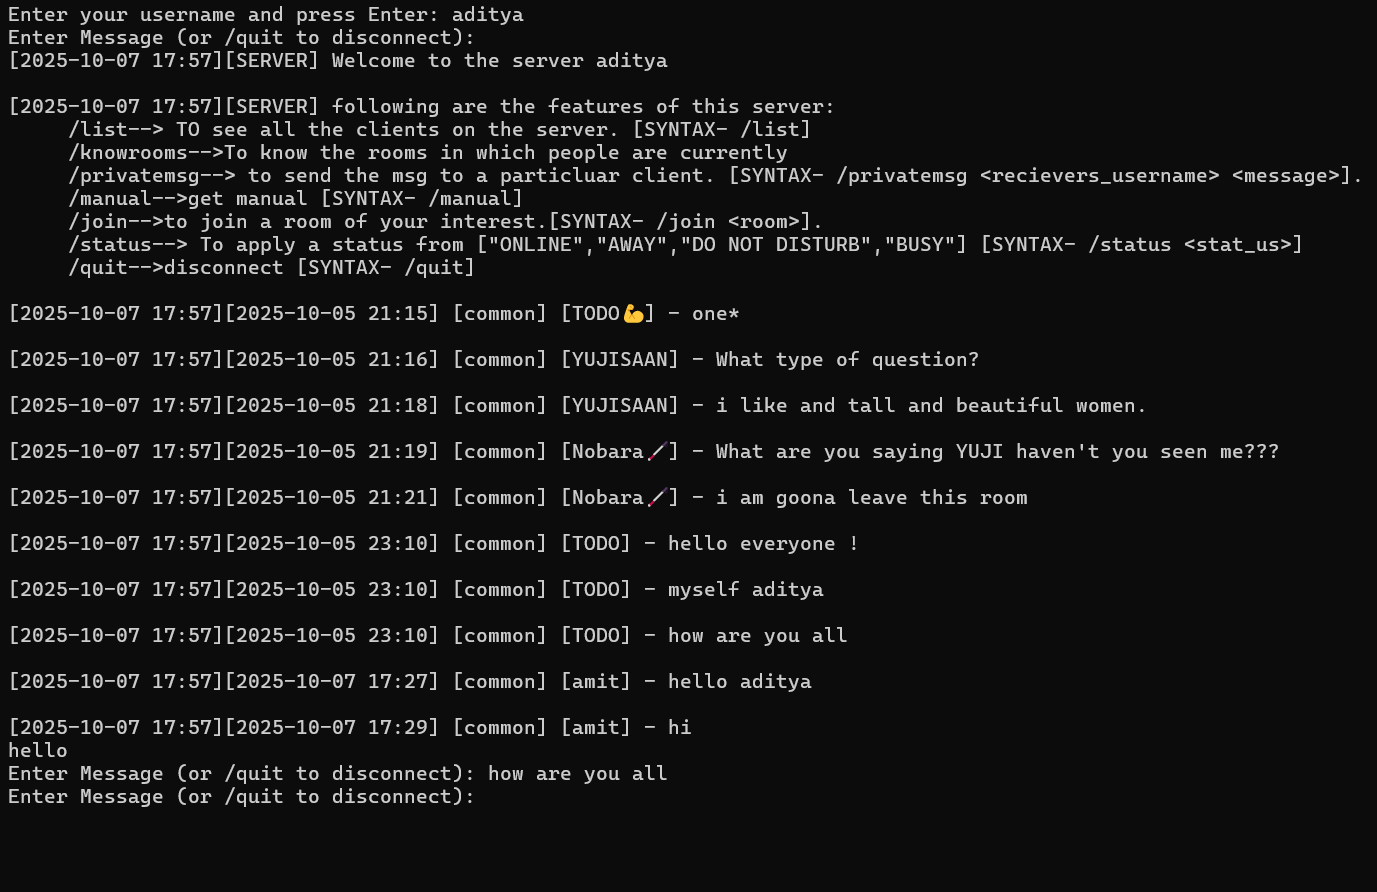 Enter your username and press Enter: aditya
Enter Message (or /quit to disconnect):
[2025-10-07 17:57][SERVER] Welcome to the server aditya
[2025-10-07 17:57][SERVER] following are the features of this server:
/list--> TO see all the clients on the server. [SYNTAX- /list]
/knowrooms-->To know the rooms in which people are currently
/privatemsg--> to send the msg to a particluar client. [SYNTAX- /privatemsg <recievers_username> <message>].
/manual-->get manual [SYNTAX- /manual]
/join-->to join a room of your interest.[SYNTAX- /join <room>].
/status--> To apply a status from ["ONLINE","AWAY","DO NOT DISTURB","BUSY"] [SYNTAX- /status <stat_us>]
/quit-->disconnect [SYNTAX- /quit]
[2025-10-07 17:57][2025-10-05 21:15] [common] [TODO💪] - one*
[2025-10-07 17:57][2025-10-05 21:16] [common] [YUJISAAN] - What type of question?
[2025-10-07 17:57][2025-10-05 21:18] [common] [YUJISAAN] - i like and tall and beautiful women.
[2025-10-07 17:57][2025-10-05 21:19] [common] [Nobara🪛] - What are you saying YUJI haven't you seen me???
[2025-10-07 17:57][2025-10-05 21:21] [common] [Nobara🪛] - i am goona leave this room
[2025-10-07 17:57][2025-10-05 23:10] [common] [TODO] - hello everyone !
[2025-10-07 17:57][2025-10-05 23:10] [common] [TODO] - myself aditya
[2025-10-07 17:57][2025-10-05 23:10] [common] [TODO] - how are you all
[2025-10-07 17:57][2025-10-07 17:27] [common] [amit] - hello aditya
[2025-10-07 17:57][2025-10-07 17:29] [common] [amit] - hi
hello
Enter Message (or /quit to disconnect): how are you all
Enter Message (or /quit to disconnect):